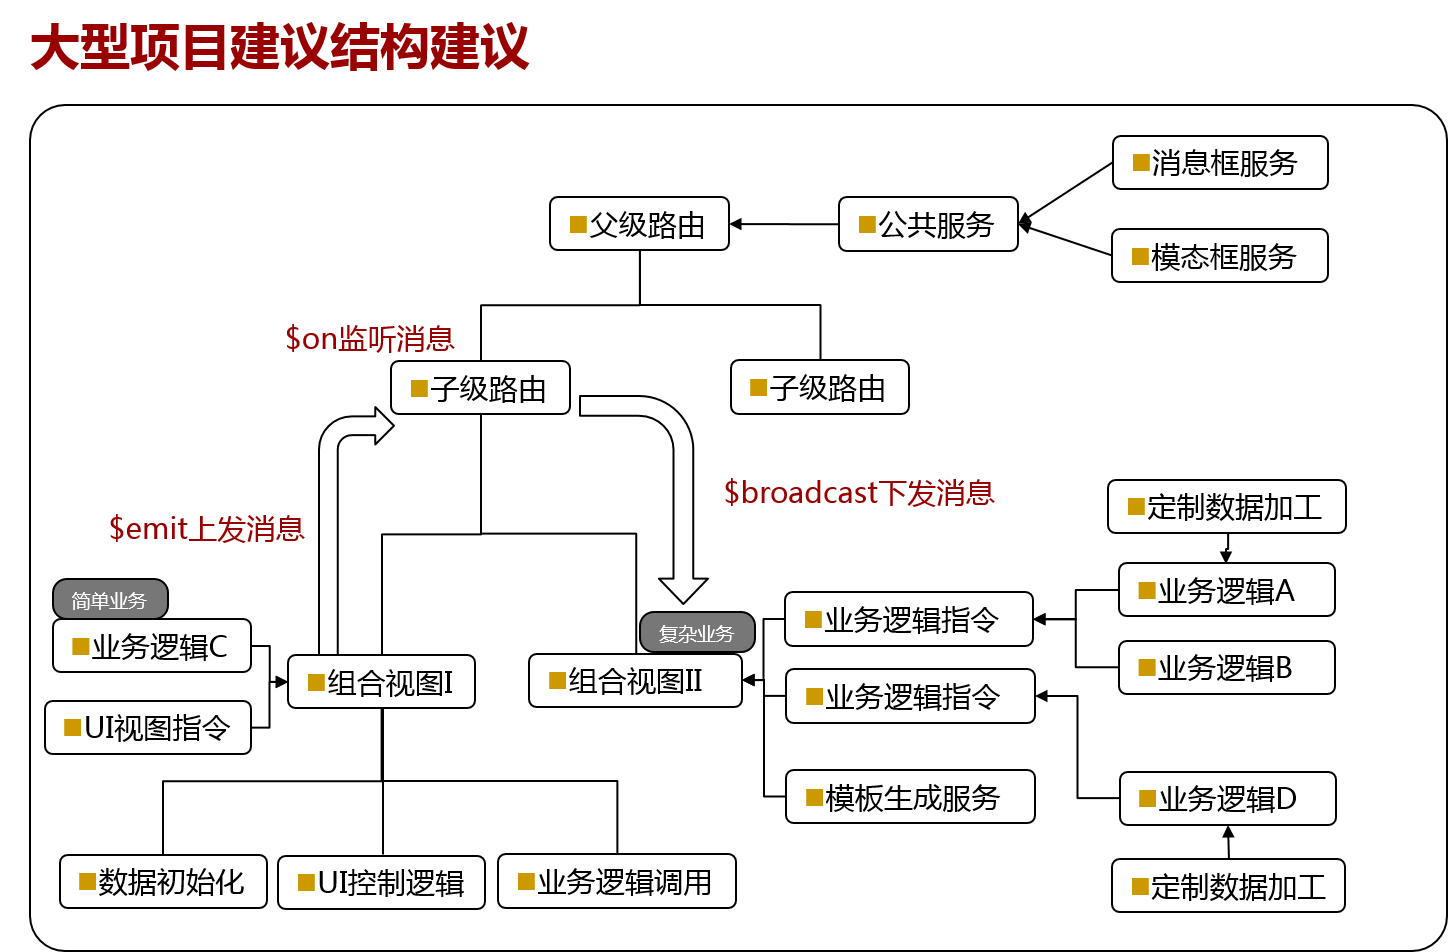 大型项目建议结构建议
■消息框服务
■父级路由
■公共服务
■模态框服务
$on监听消息
■子级路由
■子级路由
$broadcast下发消息
$emit上发消息
■定制数据加工
简单业务
■业务逻辑A
复杂业务
■业务逻辑指令
■业务逻辑C
■组合视图I
■组合视图II
■业务逻辑B
■UI视图指令
■业务逻辑指令
■模板生成服务
■业务逻辑D
■数据初始化
■UI控制逻辑
■业务逻辑调用
■定制数据加工